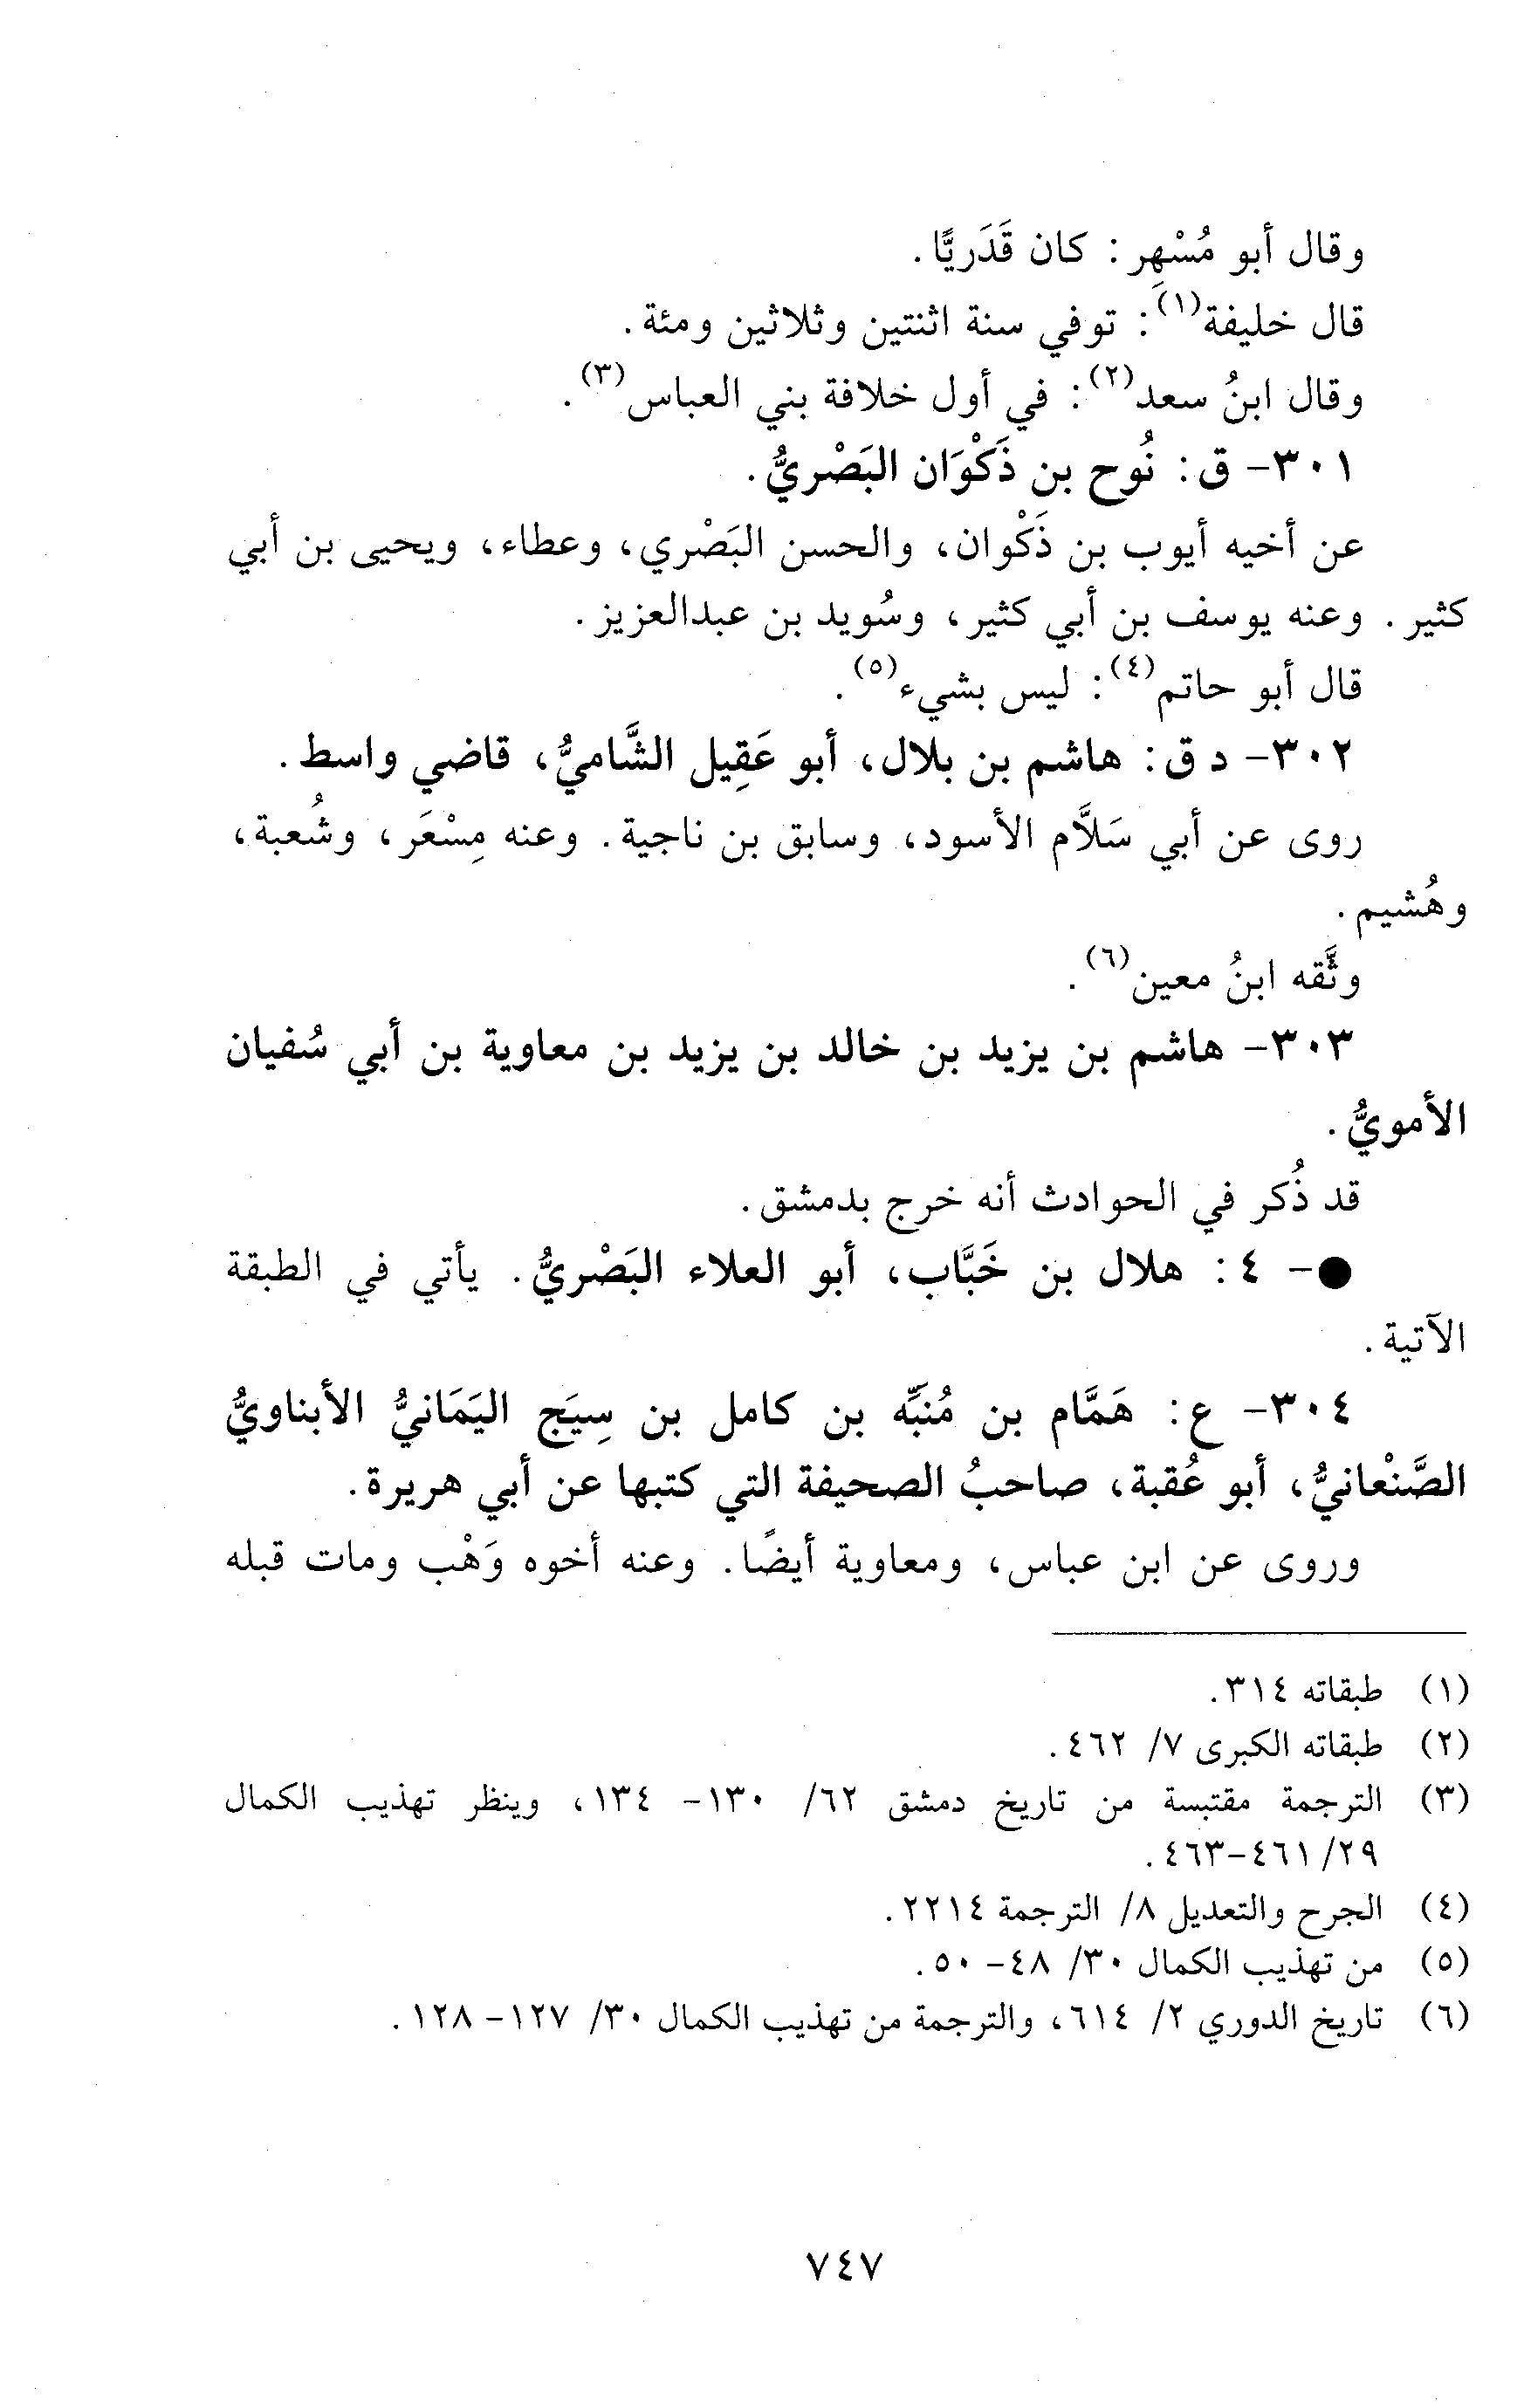 وقال أبو مُسْهِر: كان قَدَريًّا.
قال خليفة(١): توفي سنة اثنتين وثلاثين ومئة.
وقال ابنُ سعد(٢): في أول خلافة بني العباس(٣).
٣٠١- ق: نُوح بن ذَكْوَان البَصْريُّ.
عن أخيه أيوب بن ذَكْوان، والحسن البَصْري، وعطاء، ويحيى بن أبي
كثير. وعنه يوسف بن أبي كثير، وسُويد بن عبدالعزيز.
قال أبو حاتم(٤): ليس بشيء(٥).
٣٠٢- د ق: هاشم بن بلال، أبو عَقِيل الشَّاميُّ، قاضي واسط.
روى عن أبي سَلاَّم الأسود، وسابق بن ناجية. وعنه مِسْعَر، وشُعبة،
وهُشيم.
وثَّقه ابنُ معين(٦).
٣٠٣- هاشم بن يزيد بن خالد بن يزيد بن معاوية بن أبي سُفيان
الأمويُّ.
قد ذُكر في الحوادث أنه خرج بدمشق.
●- ٤: هلال بن خَبَّاب، أبو العلاء البَصْريُّ. يأتي في الطبقة
الآتية.
٣٠٤- ع: هَمَّام بن مُنَبِّه بن كامل بن سِيَج اليَمَانيُّ الأبناويُّ
الصَّنْعانيُّ، أبو عُقبة، صاحبُ الصحيفة التي كتبها عن أبي هريرة.
وروى عن ابن عباس، ومعاوية أيضًا. وعنه أخوه وَهْب ومات قبله
(١) طبقاته ٣١٤.
(٢) طبقاته الكبرى ٧/ ٤٦٢.
(٣) الترجمة مقتبسة من تاريخ دمشق ٦٢/ ١٣٠- ١٣٤، وينظر تهذيب الكمال
٢٩/ ٤٦١-٤٦٣.
(٤) الجرح والتعديل ٨/ الترجمة ٢٢١٤.
(٥) من تهذيب الكمال ٣٠/ ٤٨- ٥٠.
(٦) تاريخ الدوري ٢/ ٦١٤، والترجمة من تهذيب الكمال ٣٠/ ١٢٧- ١٢٨.
٧٤٧